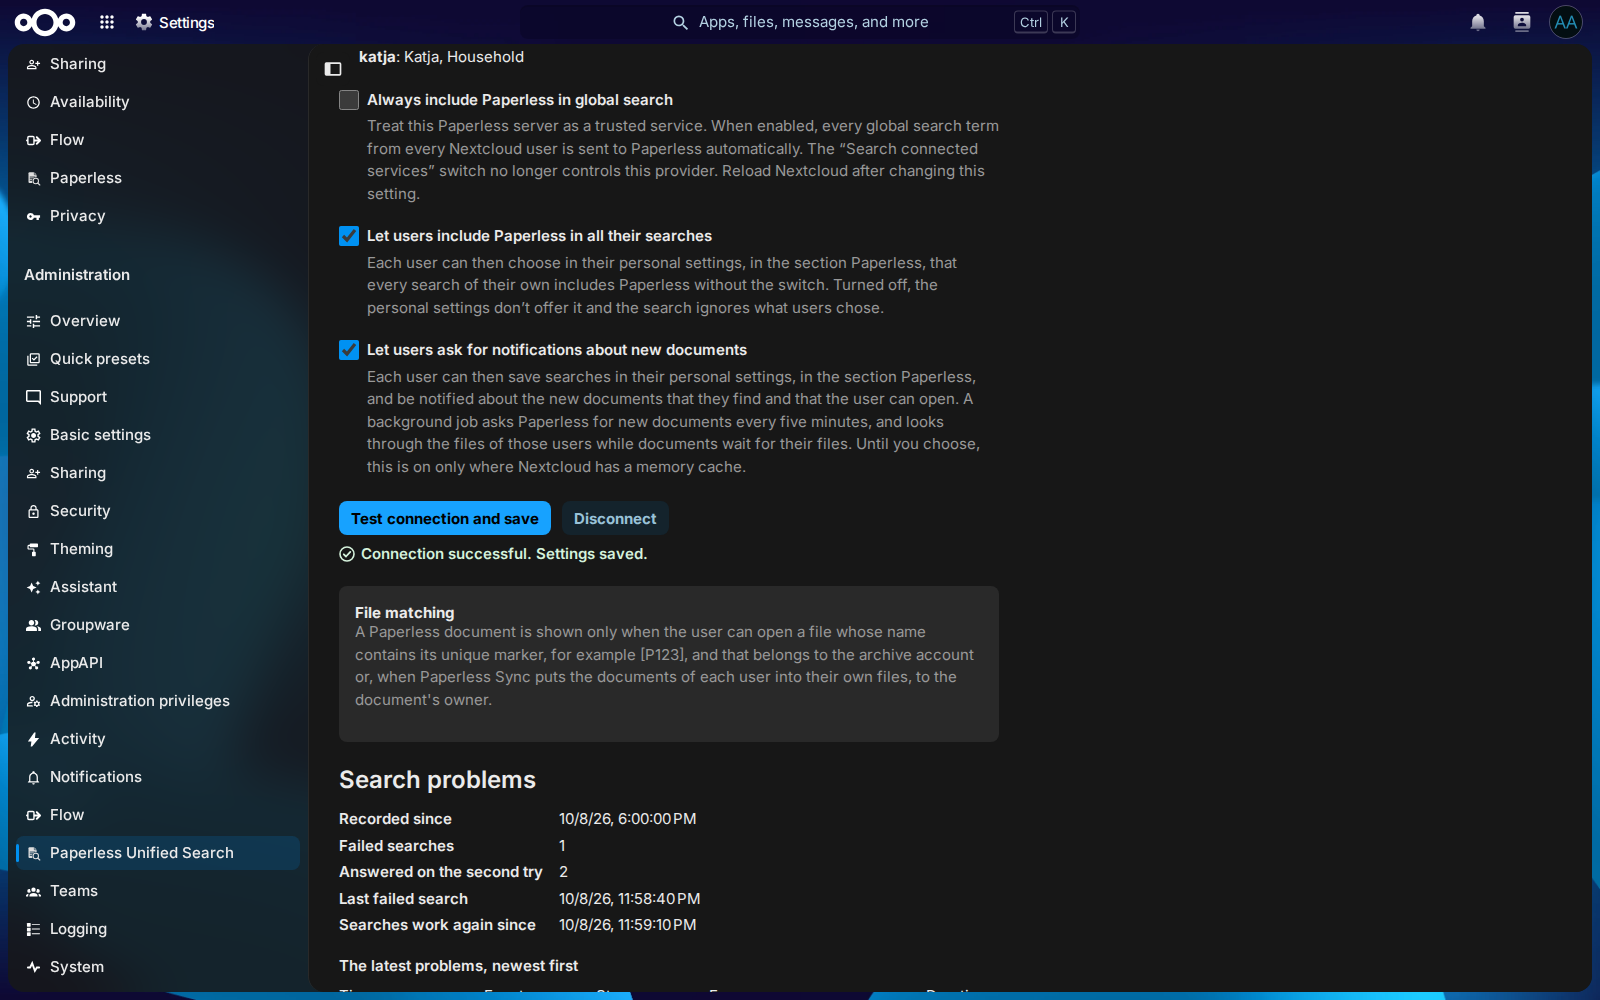 Settings
Apps, files, messages, and more
Ctrl K
AA
Sharing
Availability
Flow
Paperless
Privacy
Administration
Overview
Quick presets
Support
Basic settings
Sharing
Security
Theming
Assistant
Groupware
AppAPI
Administration privileges
Activity
Notifications
Flow
Paperless Unified Search
Teams
Logging
System
katja: Katja, Household
Always include Paperless in global search
Treat this Paperless server as a trusted service. When enabled, every global search term
from every Nextcloud user is sent to Paperless automatically. The “Search connected
services” switch no longer controls this provider. Reload Nextcloud after changing this
setting.
Let users include Paperless in all their searches
Each user can then choose in their personal settings, in the section Paperless, that
every search of their own includes Paperless without the switch. Turned off, the
personal settings don’t offer it and the search ignores what users chose.
Let users ask for notifications about new documents
Each user can then save searches in their personal settings, in the section Paperless,
and be notified about the new documents that they find and that the user can open. A
background job asks Paperless for new documents every five minutes, and looks
through the files of those users while documents wait for their files. Until you choose,
this is on only where Nextcloud has a memory cache.
Test connection and save
Disconnect
Connection successful. Settings saved.
File matching
A Paperless document is shown only when the user can open a file whose name
contains its unique marker, for example [P123], and that belongs to the archive account
or, when Paperless Sync puts the documents of each user into their own files, to the
document's owner.
Search problems
Recorded since 10/8/26, 6:00:00 PM
Failed searches 1
Answered on the second try 2
Last failed search 10/8/26, 11:58:40 PM
Searches work again since 10/8/26, 11:59:10 PM
The latest problems, newest first